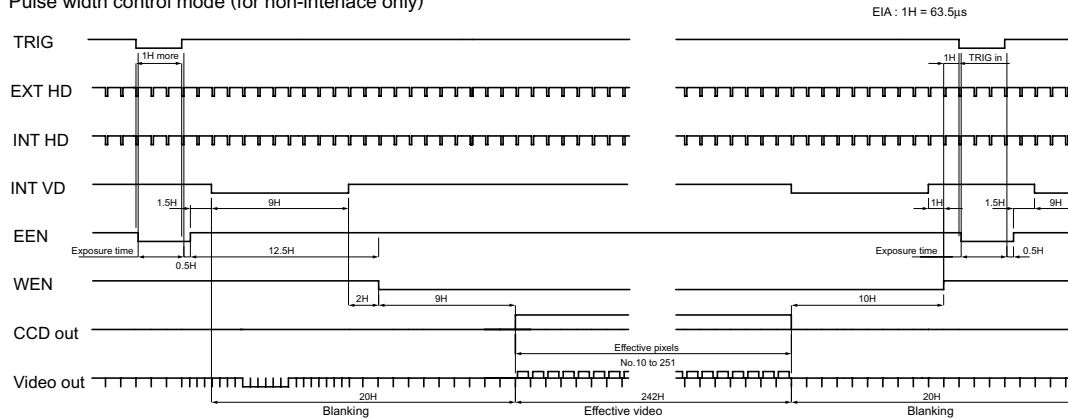 Pulse width control mode (for non-interlace only)
EIA : 1H = 63.5µs
TRIG
1H more
1H
TRIG in
EXT HD
INT HD
INT VD
1.5H
9H
1H
1.5H
9H
EEN
Exposure time
0.5H
12.5H
Exposure time
0.5H
WEN
2H
9H
10H
CCD out
Effective pixels
No.10 to 251
Video out
20H
242H
20H
Blanking
Effective video
Blanking